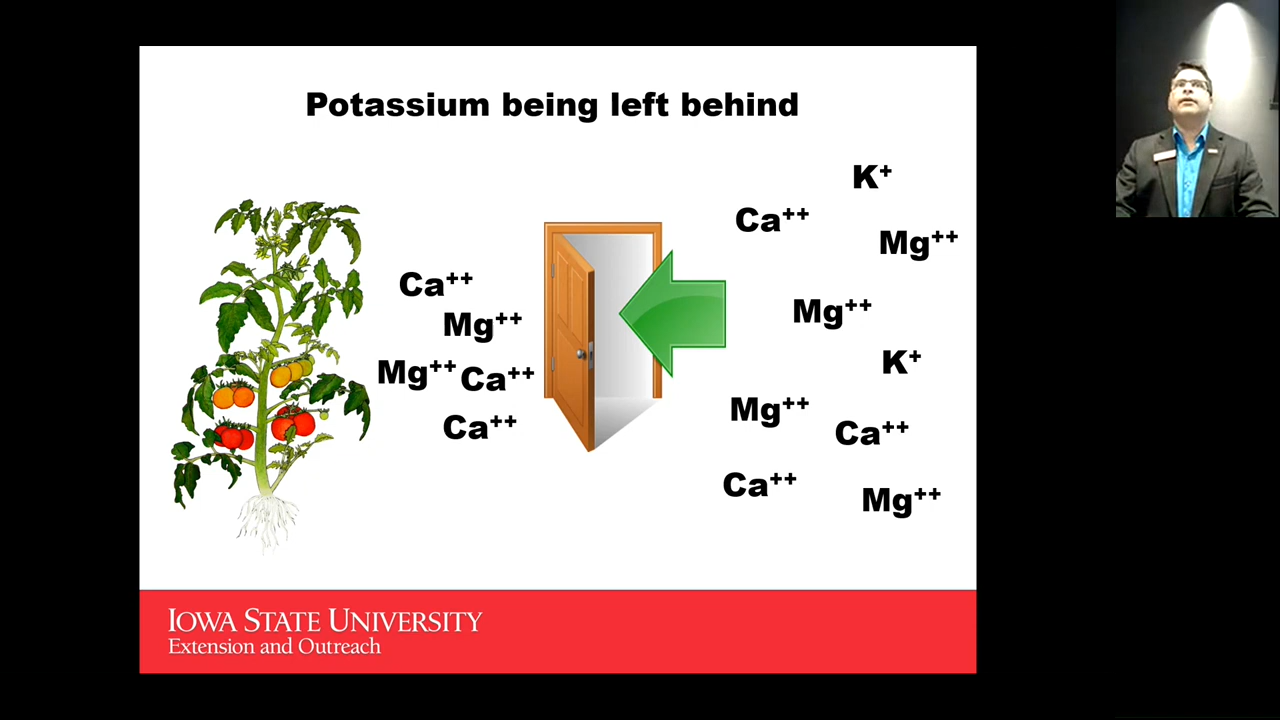 Potassium being left behind
K+
Ca++
Mg++
Ca++
Mg++
Mg++
K+
Mg++ Ca++
Mg++
Ca++
Ca++
Ca++
Mg++
IOWA STATE UNIVERSITY
Extension and Outreach